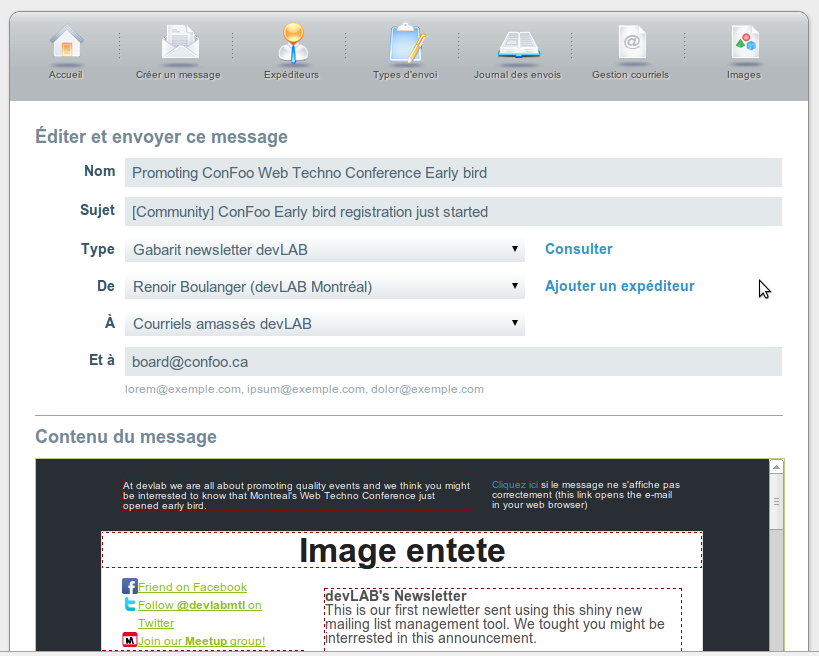 Accueil
Créer un message
Expéditeurs
Types d'envoi
Journal des envois
Gestion courriels
Images
Éditer et envoyer ce message
Nom Promoting ConFoo Web Techno Conference Early bird
Sujet [Community] ConFoo Early bird registration just started
Type Gabarit newsletter devLAB Consulter
De Renoir Boulanger (devLAB Montréal) Ajouter un expéditeur
À Courriels amassés devLAB
Et à board@confoo.ca
lorem@exemple.com, ipsum@exemple.com, dolor@exemple.com
Contenu du message
At devlab we are all about promoting quality events and we think you might
be interrested to know that Montreal's Web Techno Conference just
opened early bird.
Cliquez ici si le message ne s'affiche pas
correctement (this link opens the e-mail
in your web browser)
Image entete
Friend on Facebook
Follow @devlabmtl on
Twitter
Join our Meetup group!
devLAB's Newsletter
This is our first newletter sent using this shiny new
mailing list management tool. We tought you might be
interrested in this announcement.